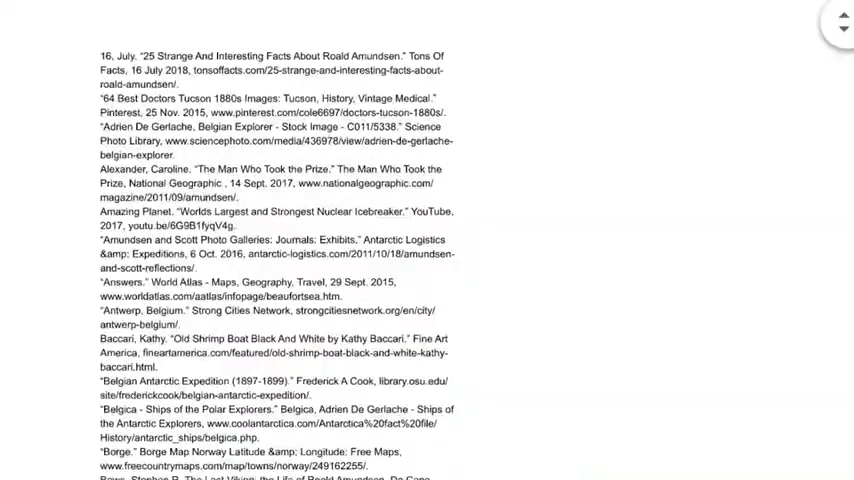 16, July. “25 Strange And Interesting Facts About Roald Amundsen.” Tons Of
Facts, 16 July 2018, tonsoffacts.com/25-strange-and-interesting-facts-about-
roald-amundsen/.
“64 Best Doctors Tucson 1880s Images: Tucson, History, Vintage Medical.”
Pinterest, 25 Nov. 2015, www.pinterest.com/cole6697/doctors-tucson-1880s/.
“Adrien De Gerlache, Belgian Explorer - Stock Image - C011/5338.” Science
Photo Library, www.sciencephoto.com/media/436978/view/adrien-de-gerlache-
belgian-explorer.
Alexander, Caroline. “The Man Who Took the Prize.” The Man Who Took the
Prize, National Geographic , 14 Sept. 2017, www.nationalgeographic.com/
magazine/2011/09/amundsen/.
Amazing Planet. “Worlds Largest and Strongest Nuclear Icebreaker.” YouTube,
2017, youtu.be/6G9B1fyqV4g.
“Amundsen and Scott Photo Galleries: Journals: Exhibits.” Antarctic Logistics
&amp; Expeditions, 6 Oct. 2016, antarctic-logistics.com/2011/10/18/amundsen-
and-scott-reflections/.
“Answers.” World Atlas - Maps, Geography, Travel, 29 Sept. 2015,
www.worldatlas.com/aatlas/infopage/beaufortsea.htm.
“Antwerp, Belgium.” Strong Cities Network, strongcitiesnetwork.org/en/city/
antwerp-belgium/.
Baccari, Kathy. “Old Shrimp Boat Black And White by Kathy Baccari.” Fine Art
America, fineartamerica.com/featured/old-shrimp-boat-black-and-white-kathy-
baccari.html.
“Belgian Antarctic Expedition (1897-1899).” Frederick A Cook, library.osu.edu/
site/frederickcook/belgian-antarctic-expedition/.
“Belgica - Ships of the Polar Explorers.” Belgica, Adrien De Gerlache - Ships of
the Antarctic Explorers, www.coolantarctica.com/Antarctica%20fact%20file/
History/antarctic_ships/belgica.php.
“Borge.” Borge Map Norway Latitude &amp; Longitude: Free Maps,
www.freecountrymaps.com/map/towns/norway/249162255/.
Bown, Stephen R. The Last Viking: the Life of Roald Amundsen. Da Capo